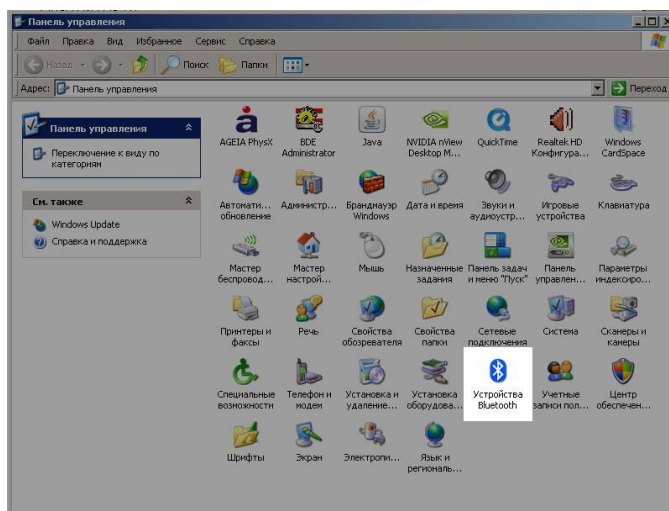 Панель управления
Файл Правка Вид Избранное Сервис Справка
Назад Поиск Папки
Адрес: Панель управления Переход
Панель управления
Переключение к виду по
категориям
См. также
Windows Update
Справка и поддержка
AGEIA PhysX
BDE
Administrator
Java
NVIDIA nView
Desktop M...
QuickTime
Realtek HD
Конфигура...
Windows
CardSpace
Автомати...
обновление
Администр...
Брандмауэр
Windows
Дата и время
Звуки и
аудиоустр...
Игровые
устройства
Клавиатура
Мастер
беспровод...
Мастер
настрой...
Мышь
Назначенные
задания
Панель задач
и меню "Пуск"
Панель
управлен...
Параметры
индексиро...
Принтеры и
факсы
Речь
Свойства
обозревателя
Свойства
папки
Сетевые
подключения
Система
Сканеры и
камеры
Специальные
возможности
Телефон и
модем
Установка и
удаление...
Установка
оборудова...
Устройства
Bluetooth
Учетные
записи пол...
Центр
обеспечен...
Шрифты
Экран
Электропи...
Язык и
региональ...